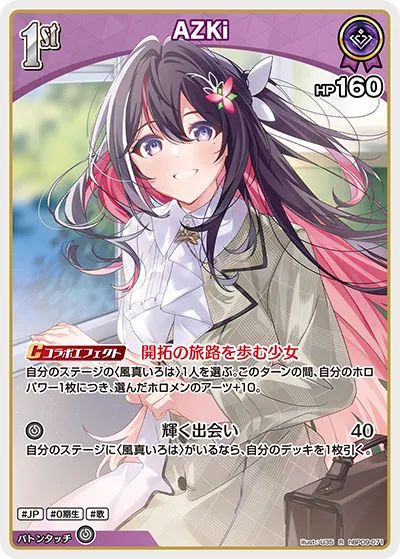 1st
AZKi
HP160
コラボエフェクト 開拓の旅路を歩む少女
自分のステージの〈風真いろは〉1人を選ぶ。このターンの間、自分のホロ
パワー1枚につき、選んだホロメンのアーツ+10。
輝く出会い 40
自分のステージに〈風真いろは〉がいるなら、自分のデッキを1枚引く。
#JP #0期生 #歌
バトンタッチ
illust：U35 R hBP06-071